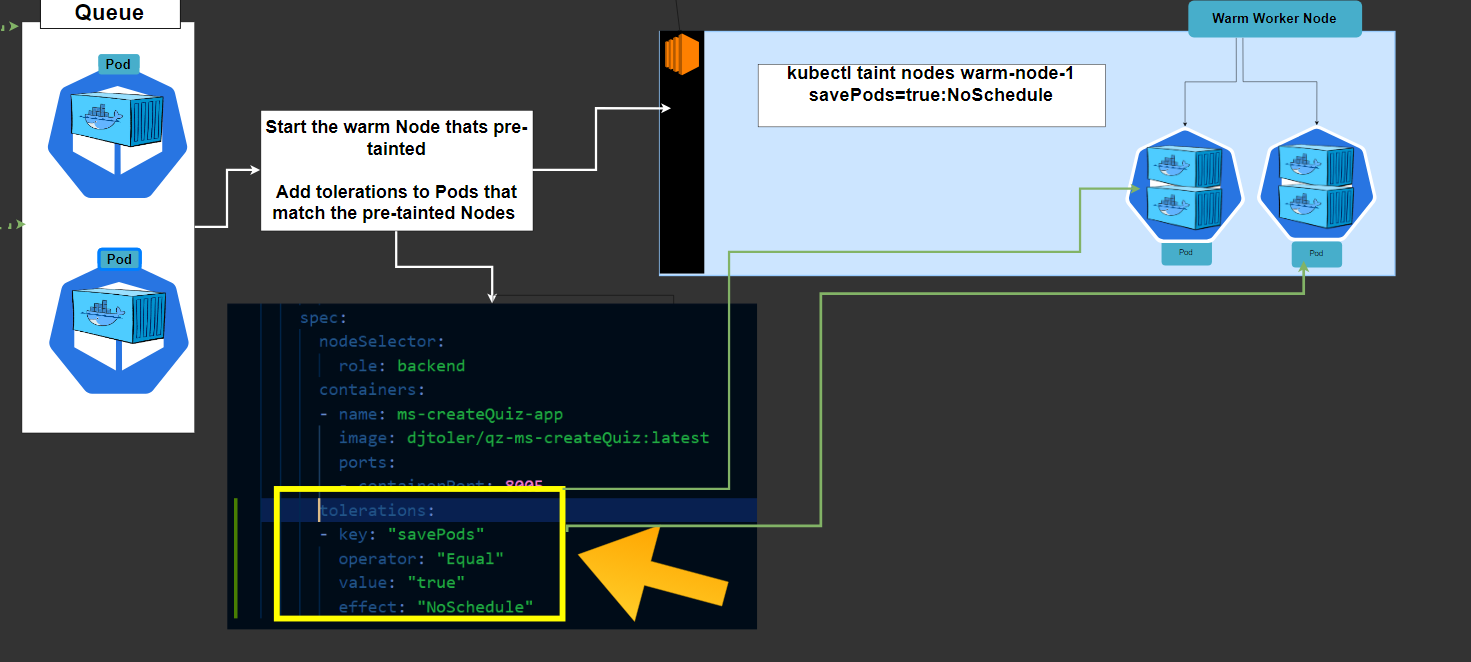 Queue
Pod
Pod
Start the warm Node thats pre-
tainted
Add tolerations to Pods that
match the pre-tainted Nodes
kubectl taint nodes warm-node-1
savePods=true:NoSchedule
Warm Worker Node
Pod
Pod
spec:
nodeSelector:
role: backend
containers:
- name: ms-createQuiz-app
image: djtoler/qz-ms-createQuiz:latest
ports:
- containerPort: 8005
tolerations:
- key: "savePods"
operator: "Equal"
value: "true"
effect: "NoSchedule"